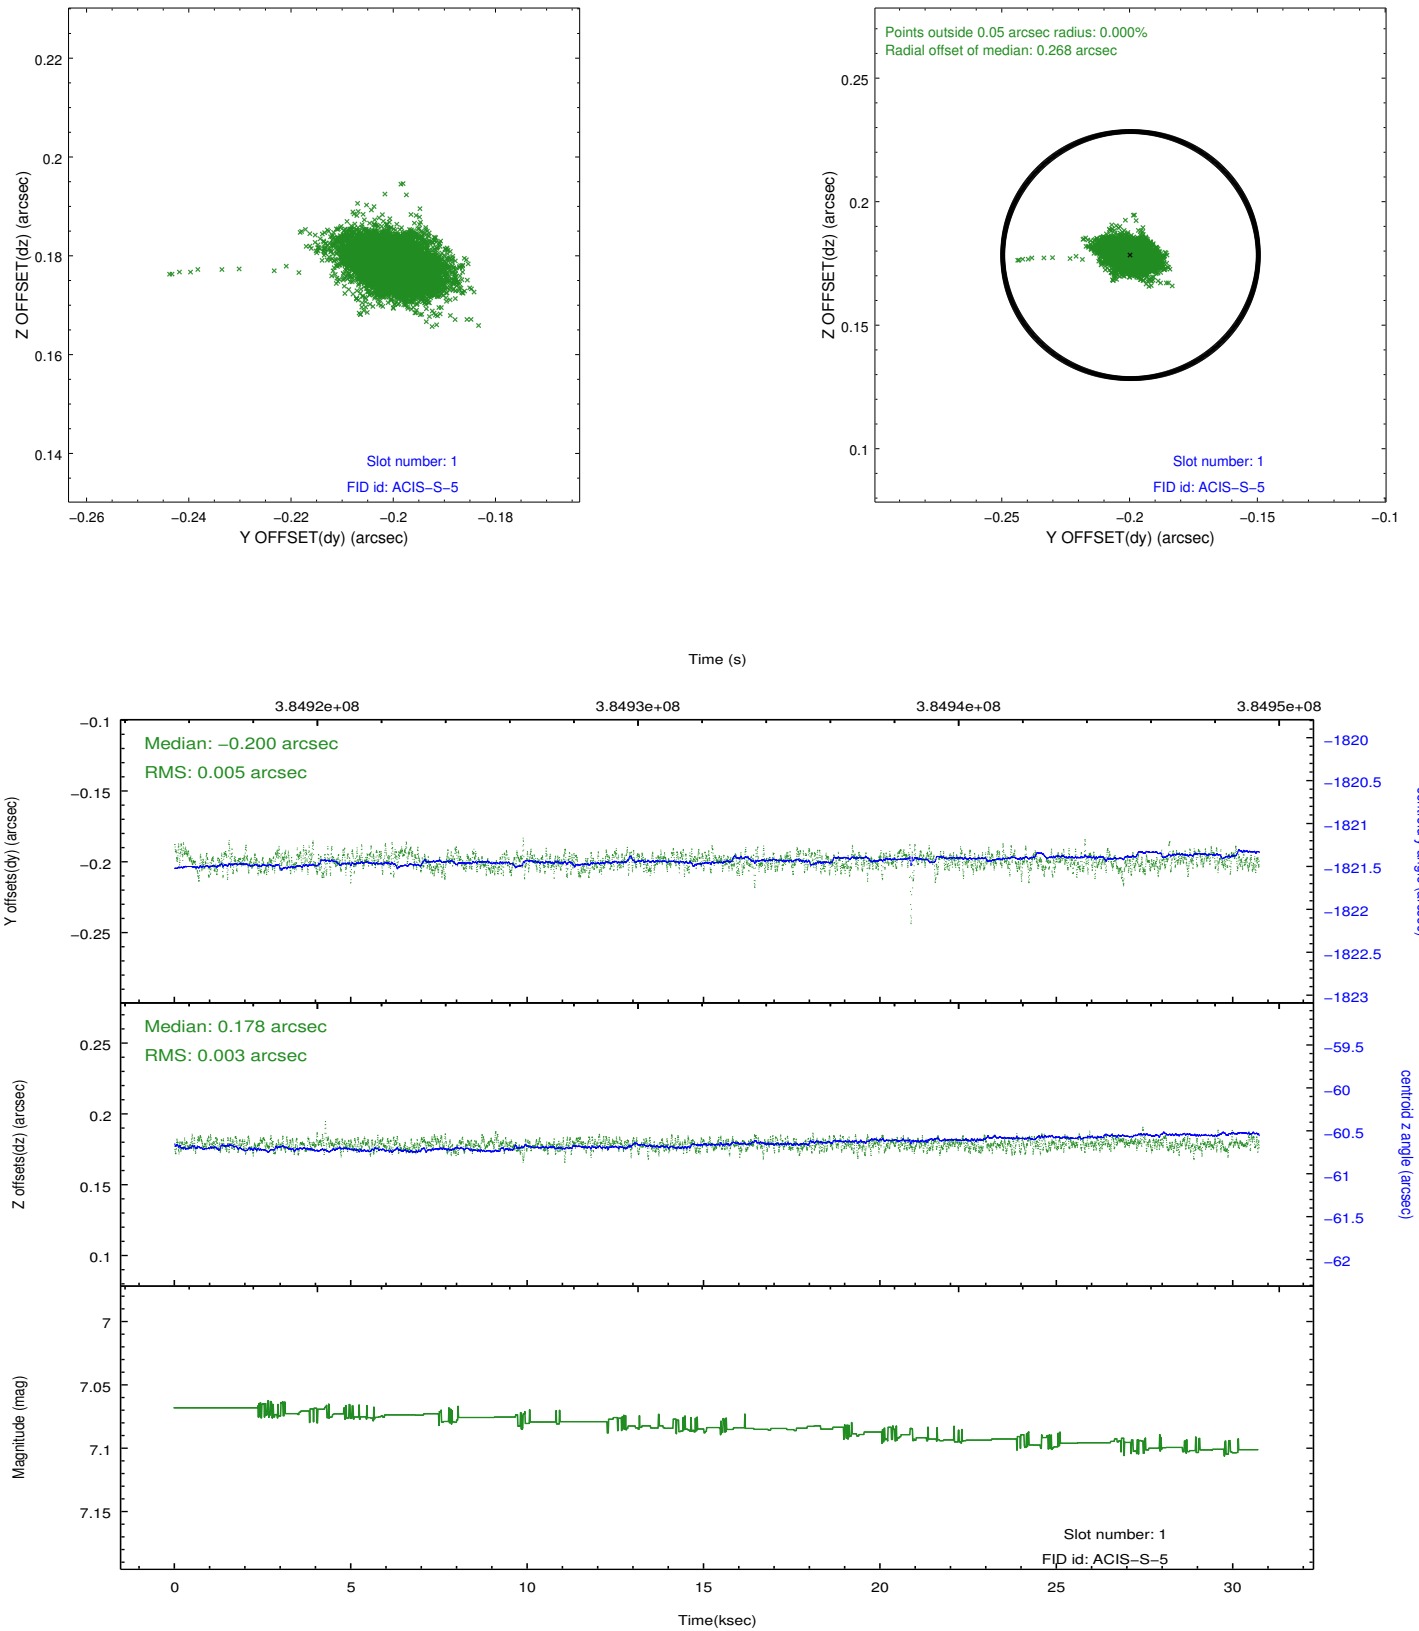 0.22
0.2
0.18
0.16
0.14
Z OFFSET(dz) (arcsec)
Slot number: 1
FID id: ACIS−S−5
−0.26 −0.24 −0.22 −0.2 −0.18
Y OFFSET(dy) (arcsec)
Points outside 0.05 arcsec radius: 0.000%
Radial offset of median: 0.268 arcsec
0.25
0.2
0.15
0.1
Z OFFSET(dz) (arcsec)
Slot number: 1
FID id: ACIS−S−5
−0.25 −0.2 −0.15 −0.1
Y OFFSET(dy) (arcsec)
Time (s)
3.8492e+08 3.8493e+08 3.8494e+08 3.8495e+08
Median: −0.200 arcsec
RMS: 0.005 arcsec
−0.1
−0.15
−0.2
−0.25
Y offsets(dy) (arcsec)
−1820
−1820.5
−1821
−1821.5
−1822
−1822.5
−1823
Median: 0.178 arcsec
RMS: 0.003 arcsec
0.25
0.2
0.15
0.1
Z offsets(dz) (arcsec)
−59.5
−60
−60.5
−61
−61.5
−62
centroid z angle (arcsec)
7
7.05
7.1
7.15
Magnitude (mag)
Slot number: 1
FID id: ACIS−S−5
0 5 10 15 20 25 30
Time(ksec)